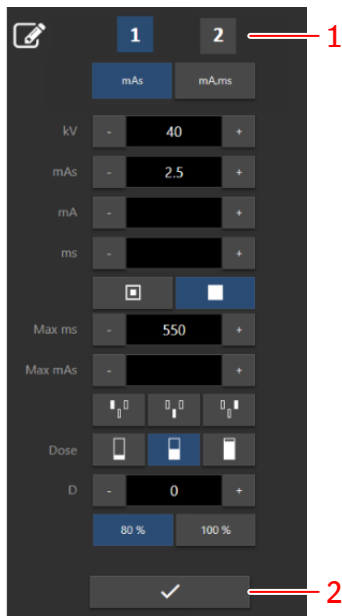 1 2 1
mAs mA,ms
kV - 40 +
mAs - 2.5 +
mA - +
ms - +
Max ms - 550 +
Max mAs - +
Dose
D - 0 +
80 % 100 %
2